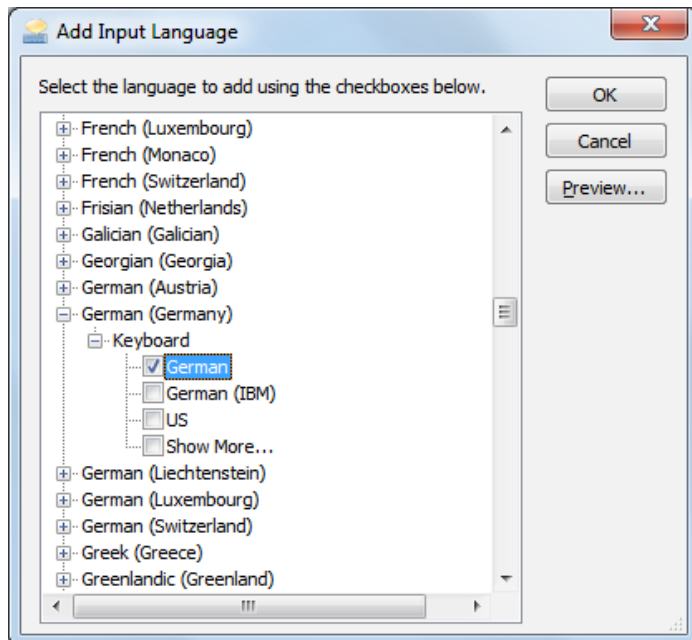 Add Input Language
Select the language to add using the checkboxes below.
French (Luxembourg)
French (Monaco)
French (Switzerland)
Frisian (Netherlands)
Galician (Galician)
Georgian (Georgia)
German (Austria)
German (Germany)
Keyboard
German
German (IBM)
US
Show More...
German (Liechtenstein)
German (Luxembourg)
German (Switzerland)
Greek (Greece)
Greenlandic (Greenland)
OK
Cancel
Preview...